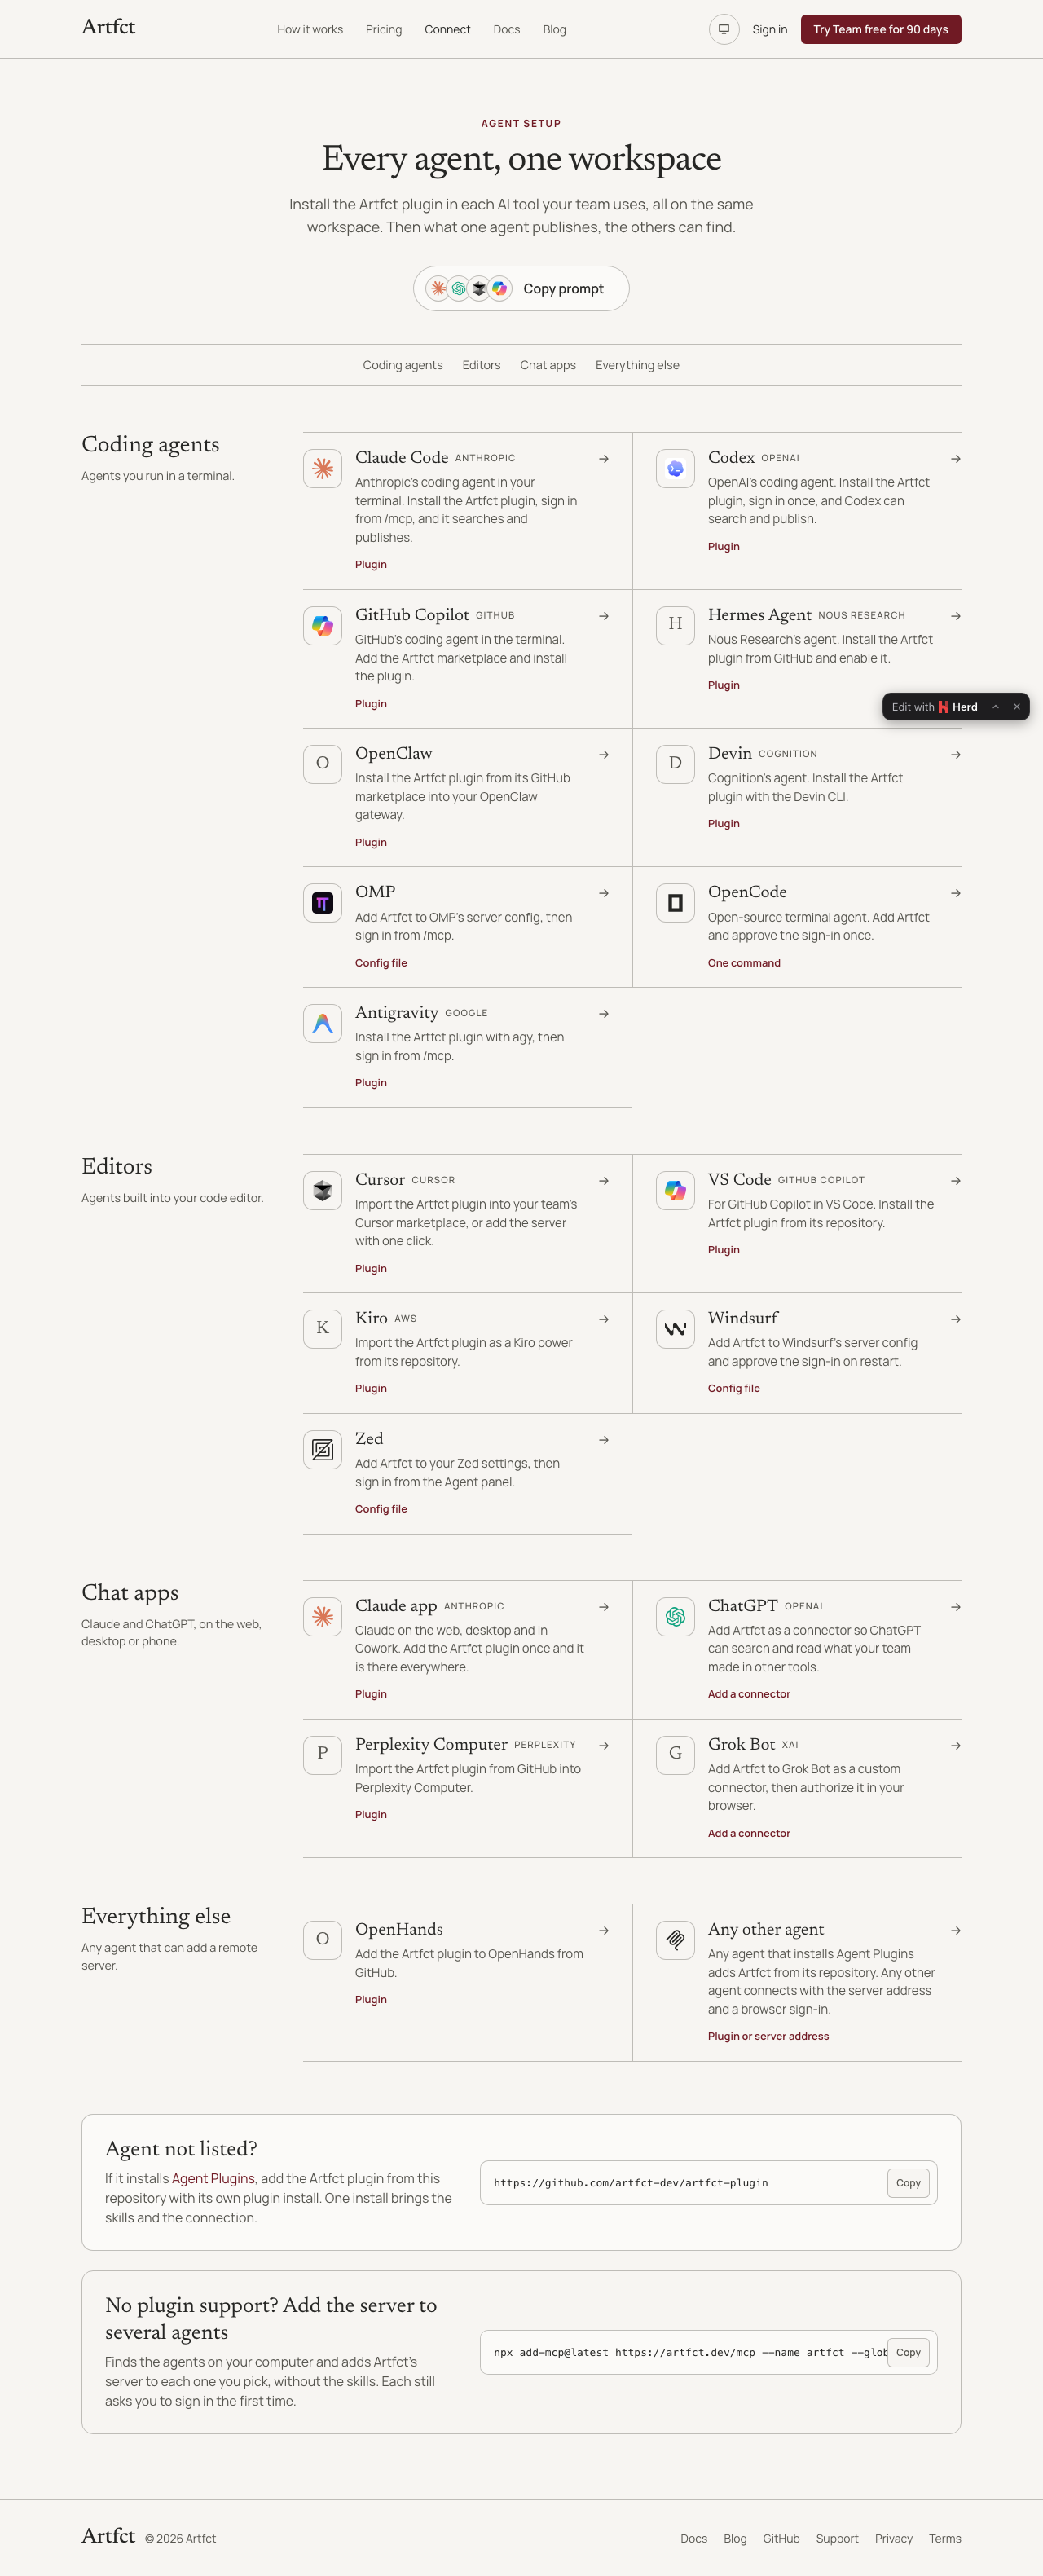 Artfct
How it works
Pricing
Connect
Docs
Blog
Sign in
Try Team free for 90 days
AGENT SETUP
Every agent, one workspace
Install the Artfct plugin in each AI tool your team uses, all on the same
workspace. Then what one agent publishes, the others can find.
Copy prompt
Coding agents
Editors
Chat apps
Everything else
Coding agents
Agents you run in a terminal.
Claude Code ANTHROPIC
Anthropic's coding agent in your
terminal. Install the Artfct plugin, sign in
from /mcp, and it searches and
publishes.
Plugin
Codex OPENAI
OpenAI's coding agent. Install the Artfct
plugin, sign in once, and Codex can
search and publish.
Plugin
GitHub Copilot GITHUB
GitHub's coding agent in the terminal.
Add the Artfct marketplace and install
the plugin.
Plugin
H
Hermes Agent NOUS RESEARCH
Nous Research's agent. Install the Artfct
plugin from GitHub and enable it.
Plugin
Edit with Herd
O
OpenClaw
Install the Artfct plugin from its GitHub
marketplace into your OpenClaw
gateway.
Plugin
D
Devin COGNITION
Cognition's agent. Install the Artfct
plugin with the Devin CLI.
Plugin
OMP
Add Artfct to OMP's server config, then
sign in from /mcp.
Config file
OpenCode
Open-source terminal agent. Add Artfct
and approve the sign-in once.
One command
Antigravity GOOGLE
Install the Artfct plugin with agy, then
sign in from /mcp.
Plugin
Editors
Agents built into your code editor.
Cursor CURSOR
Import the Artfct plugin into your team's
Cursor marketplace, or add the server
with one click.
Plugin
VS Code GITHUB COPILOT
For GitHub Copilot in VS Code. Install the
Artfct plugin from its repository.
Plugin
K
Kiro AWS
Import the Artfct plugin as a Kiro power
from its repository.
Plugin
Windsurf
Add Artfct to Windsurf's server config
and approve the sign-in on restart.
Config file
Zed
Add Artfct to your Zed settings, then
sign in from the Agent panel.
Config file
Chat apps
Claude and ChatGPT, on the web,
desktop or phone.
Claude app ANTHROPIC
Claude on the web, desktop and in
Cowork. Add the Artfct plugin once and it
is there everywhere.
Plugin
ChatGPT OPENAI
Add Artfct as a connector so ChatGPT
can search and read what your team
made in other tools.
Add a connector
P
Perplexity Computer PERPLEXITY
Import the Artfct plugin from GitHub into
Perplexity Computer.
Plugin
G
Grok Bot XAI
Add Artfct to Grok Bot as a custom
connector, then authorize it in your
browser.
Add a connector
Everything else
Any agent that can add a remote
server.
O
OpenHands
Add the Artfct plugin to OpenHands from
GitHub.
Plugin
Any other agent
Any agent that installs Agent Plugins
adds Artfct from its repository. Any other
agent connects with the server address
and a browser sign-in.
Plugin or server address
Agent not listed?
If it installs Agent Plugins, add the Artfct plugin from this
repository with its own plugin install. One install brings the
skills and the connection.
https://github.com/artfct-dev/artfct-plugin
Copy
No plugin support? Add the server to
several agents
Finds the agents on your computer and adds Artfct's
server to each one you pick, without the skills. Each still
asks you to sign in the first time.
npx add-mcp@latest https://artfct.dev/mcp --name artfct --glob
Copy
Artfct © 2026 Artfct
Docs
Blog
GitHub
Support
Privacy
Terms